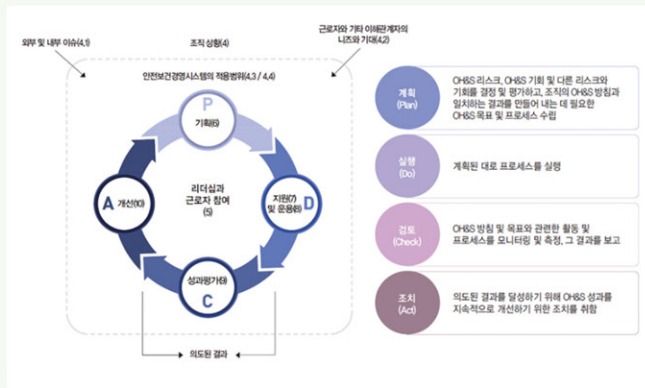 외부 및 내부 이슈(4.1)
조직 상황(4)
근로자와 기타 이해관계자의
니즈와 기대(4.2)
안전보건경영시스템의 적용범위(4.3 / 4.4)
P
기획(6)
A 개선(10)
리더십과
근로자 참여
(5)
지원(7)
및 운용(8)
D
성과평가(9)
C
의도된 결과
계획
(Plan)
OH&S 리스크, OH&S 기회 및 다른 리스크와
기회를 결정 및 평가하고, 조직의 OH&S 방침과
일치하는 결과를 만들어 내는 데 필요한
OH&S 목표 및 프로세스 수립
실행
(Do)
계획된 대로 프로세스를 실행
검토
(Check)
OH&S 방침 및 목표와 관련한 활동 및
프로세스를 모니터링 및 측정, 그 결과를 보고
조치
(Act)
의도된 결과를 달성하기 위해 OH&S 성과를
지속적으로 개선하기 위한 조치를 취함